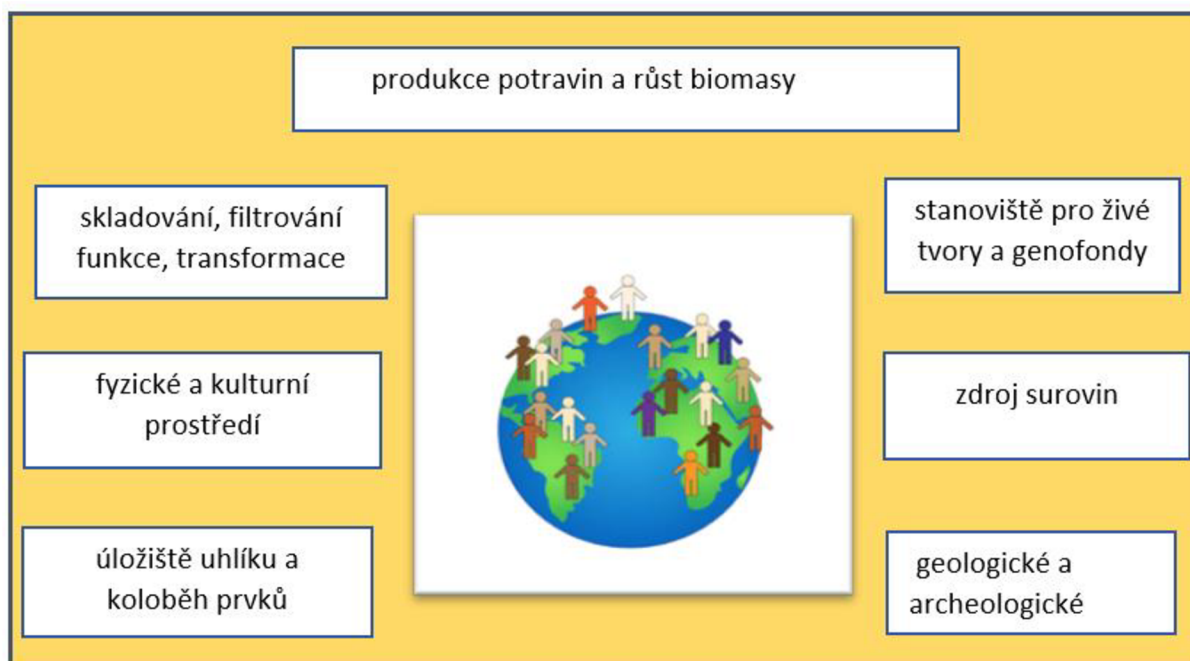 produkce potravin a růst biomasy
skladování, filtrování
funkce, transformace
stanoviště pro živé
tvory a genofondy
fyzické a kulturní
prostředí
zdroj surovin
úložiště uhlíku a
koloběh prvků
geologické a
archeologické